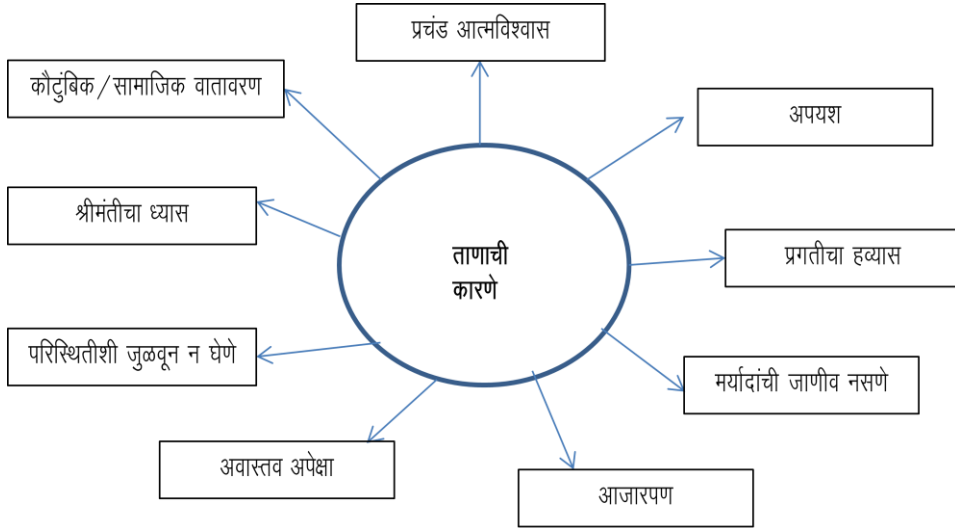 प्रचंड आत्मविश्वास
कौटुंबिक/सामाजिक वातावरण
अपयश
श्रीमंतीचा ध्यास
ताणाची
कारणे
प्रगतीचा हव्यास
परिस्थितीशी जुळवून न घेणे
मर्यादांची जाणीव नसणे
अवास्तव अपेक्षा
आजारपण